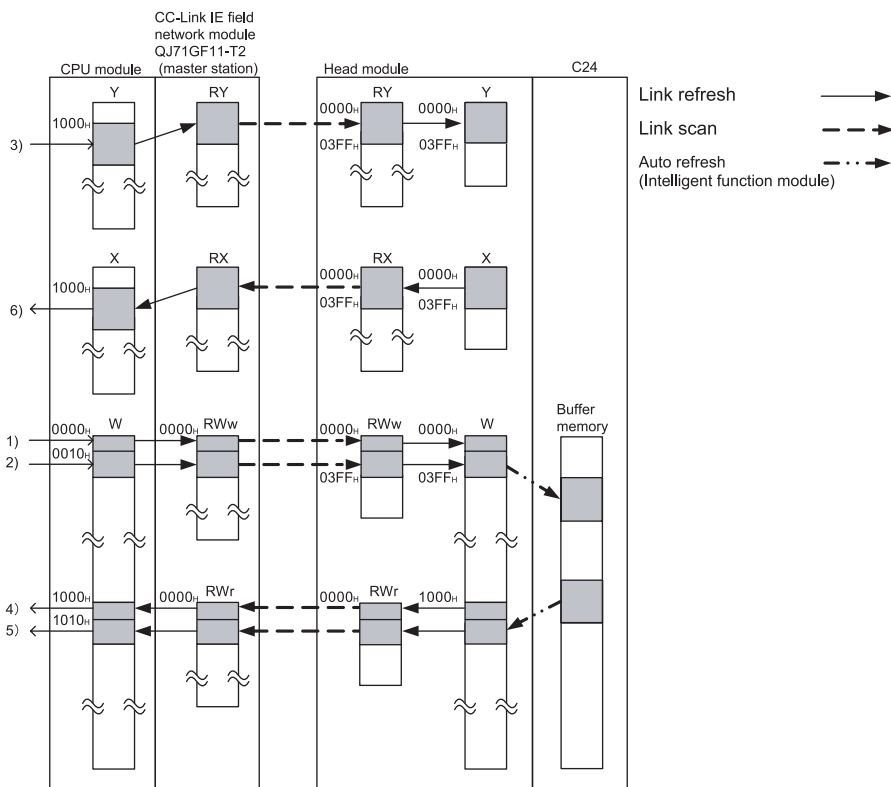 CC-Link IE field
network module
QJ71GF11-T2
(master station)
CPU module
Head module
C24
Y
RY
RY
Y
1000H
0000H
0000H
3)
03FFH
03FFH
Link refresh
Link scan
Auto refresh
(Intelligent function module)
X
RX
RX
X
1000H
0000H
0000H
6)
03FFH
03FFH
Buffer
memory
W
RWw
RWw
W
0000H
0000H
0000H
0000H
1)
0010H
2)
03FFH
03FFH
1000H
0000H
RWr
0000H
RWr
1000H
4)
1010H
5)